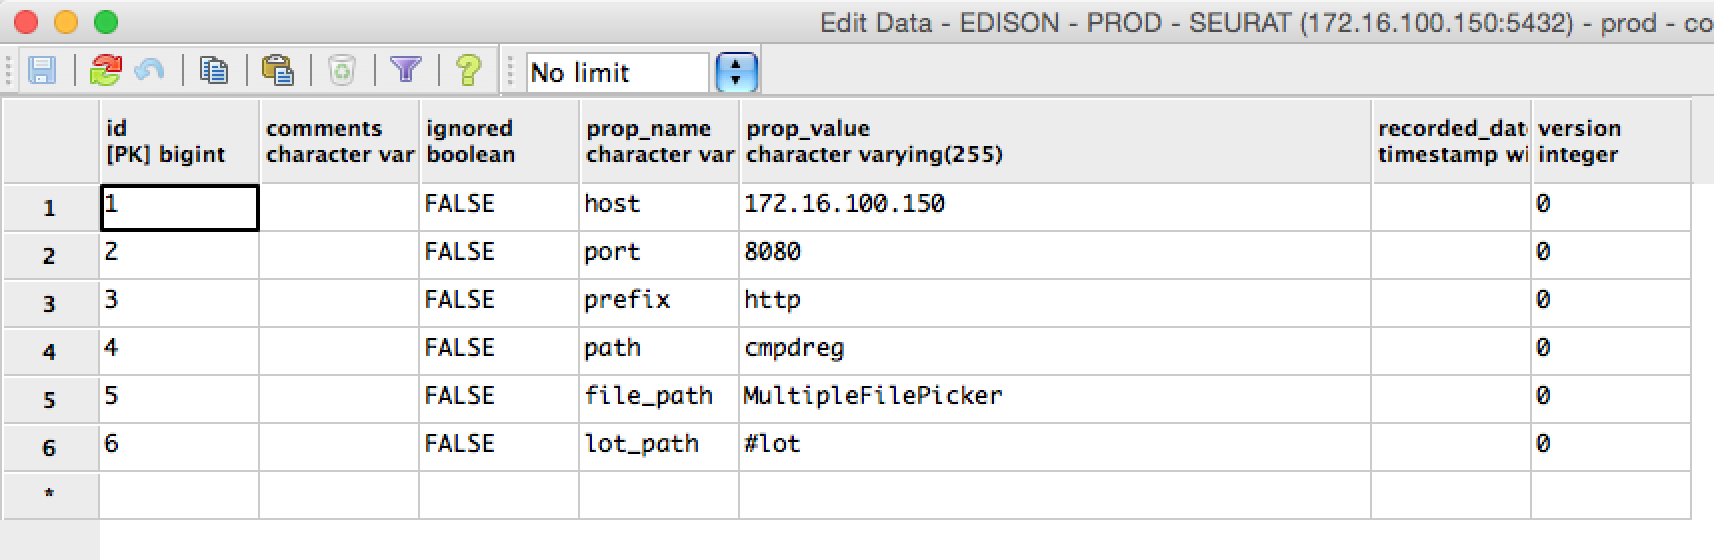 Edit Data - EDISON - PROD - SEURAT (172.16.100.150:5432) - prod - co
No limit
id comments ignored prop_name prop_value recorded_dat version
[PK] bigint character var boolean character var character varying(255) timestamp wi integer
1 1 FALSE host 172.16.100.150 0
2 2 FALSE port 8080 0
3 3 FALSE prefix http 0
4 4 FALSE path cmpdreg 0
5 5 FALSE file_path MultipleFilePicker 0
6 6 FALSE lot_path #lot 0
*